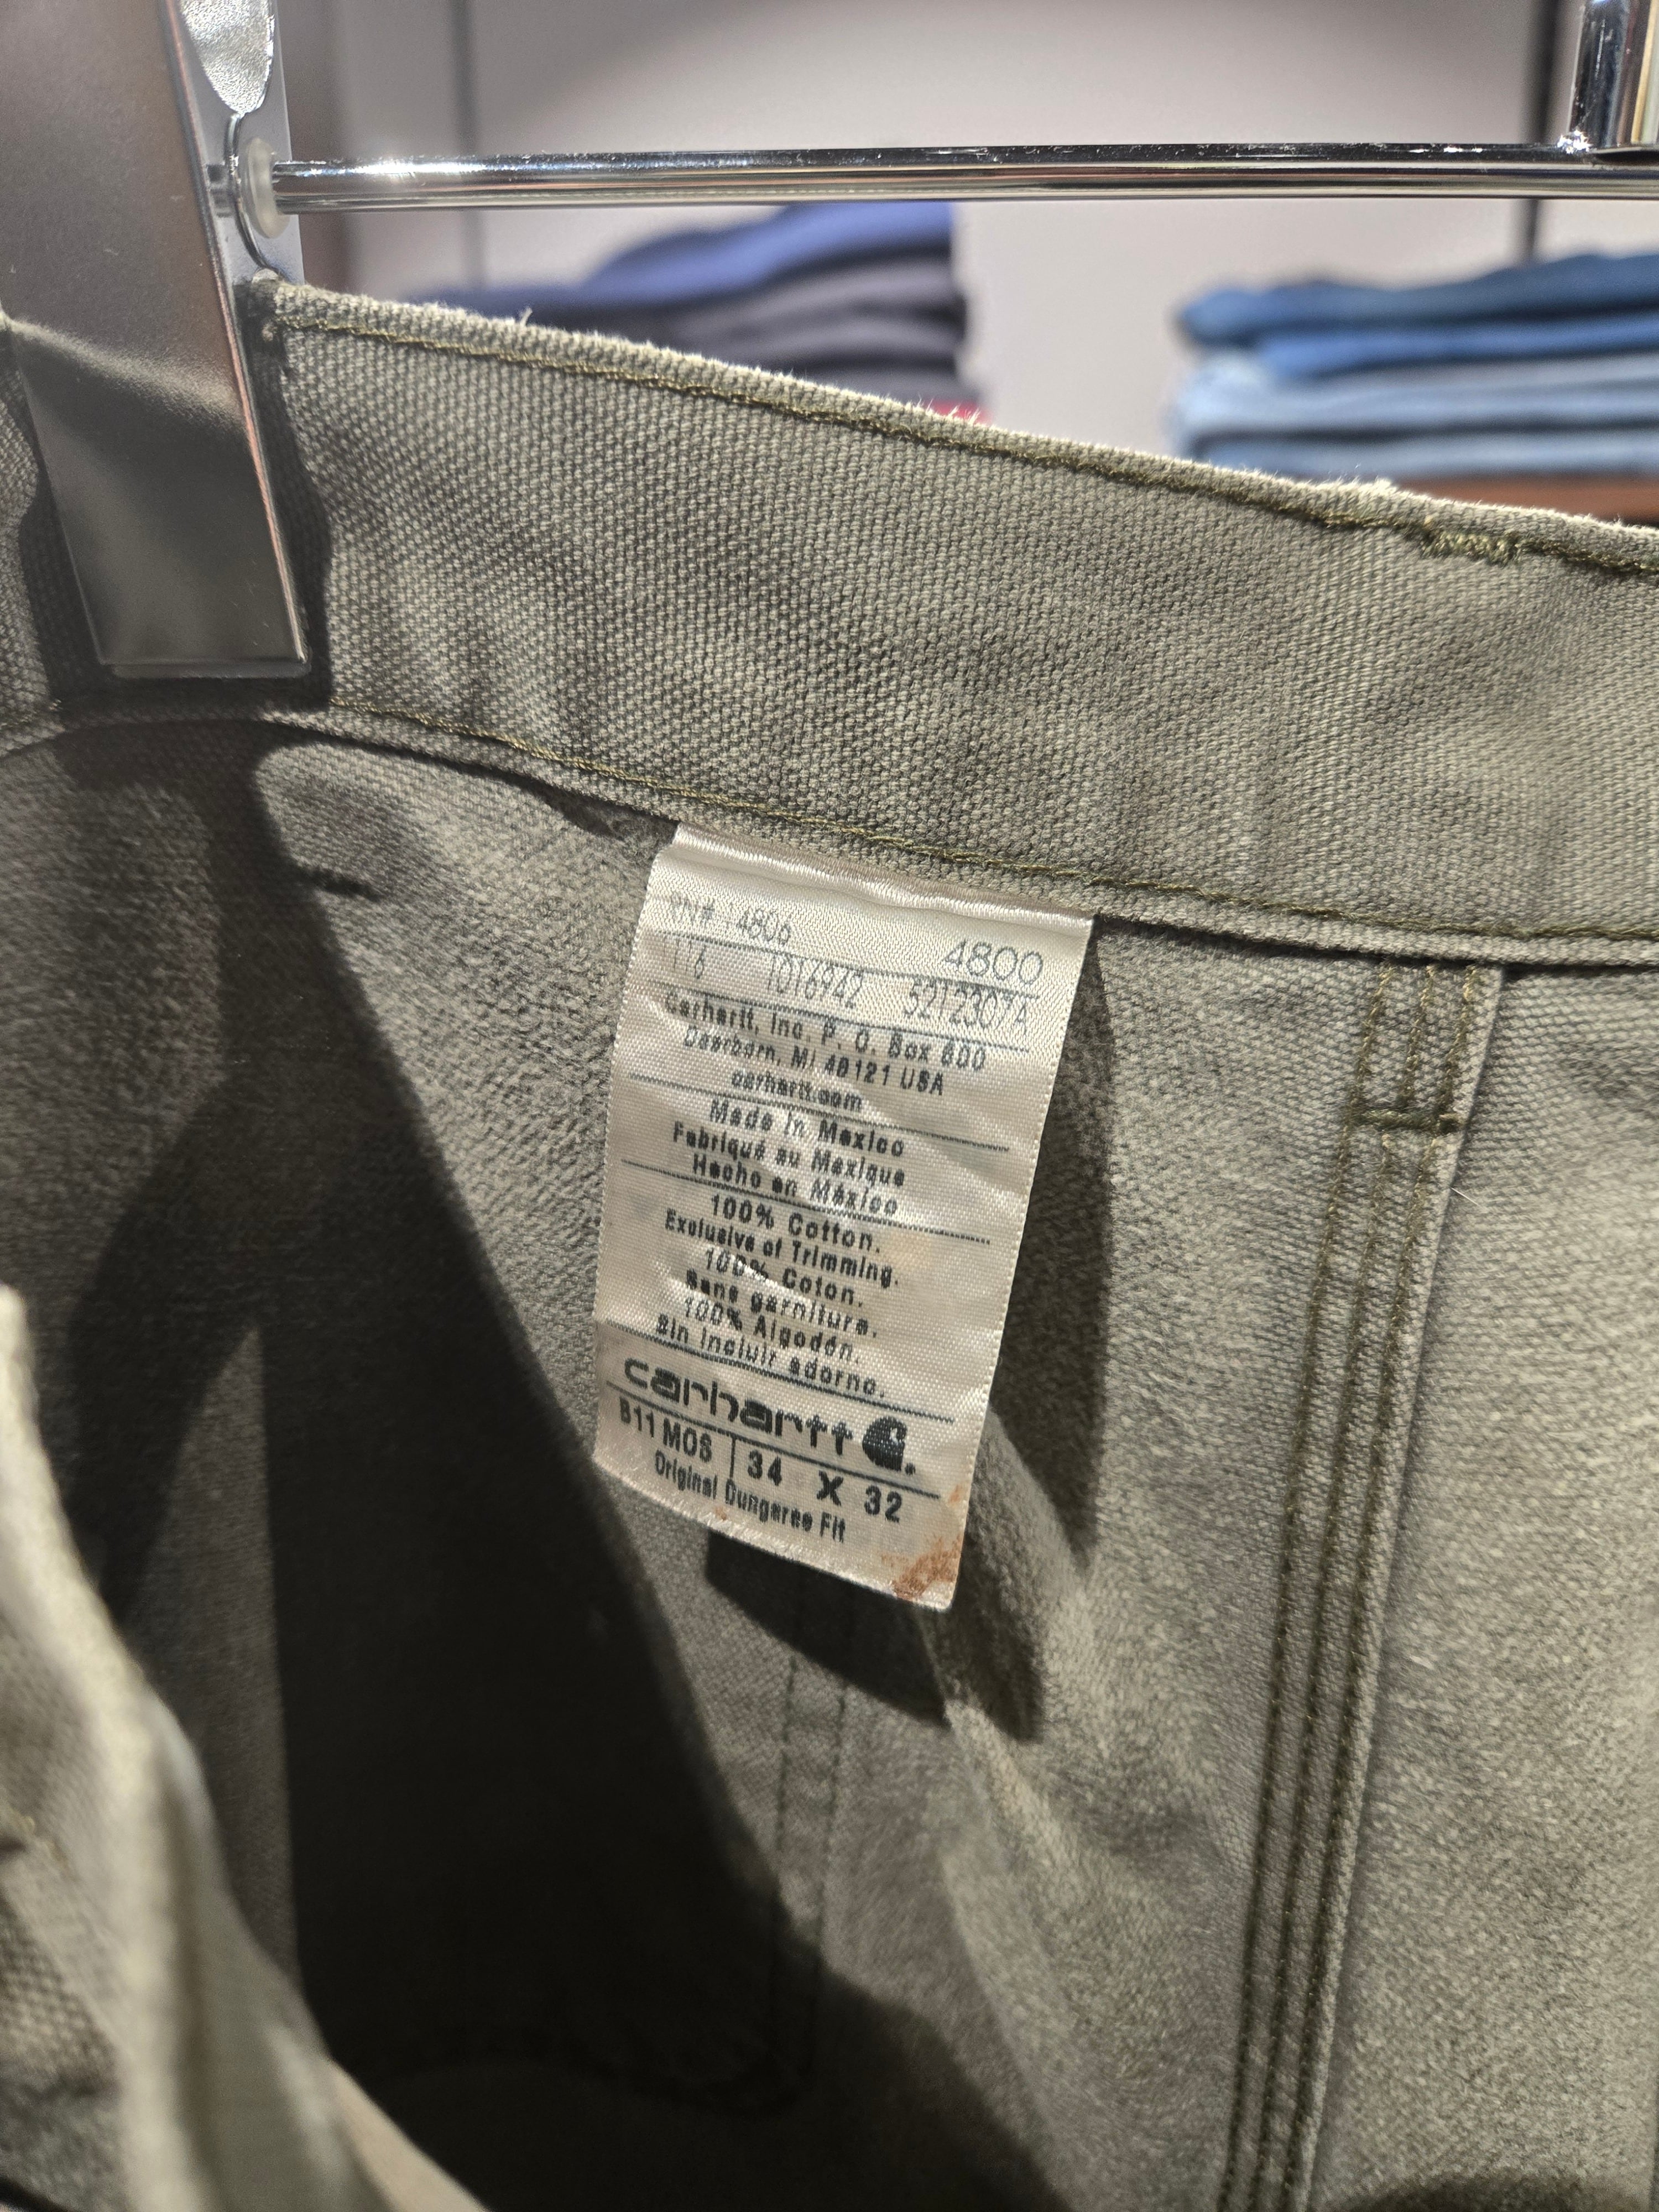 RN# 14806
4800
116 1016942 5212307A
Carhartt, Inc. P. O. Box 600
Dearborn, MI 48121 USA
carhartt.com
Made in Mexico
Fabriqué au Mexique
Hecho en México
100% Cotton.
Exclusive of Trimming.
100% Coton.
Sans garniture.
100% Algodón.
Sin incluir adorno.
carhartt
B11 MOS 34 X 32
Original Dungaree Fit